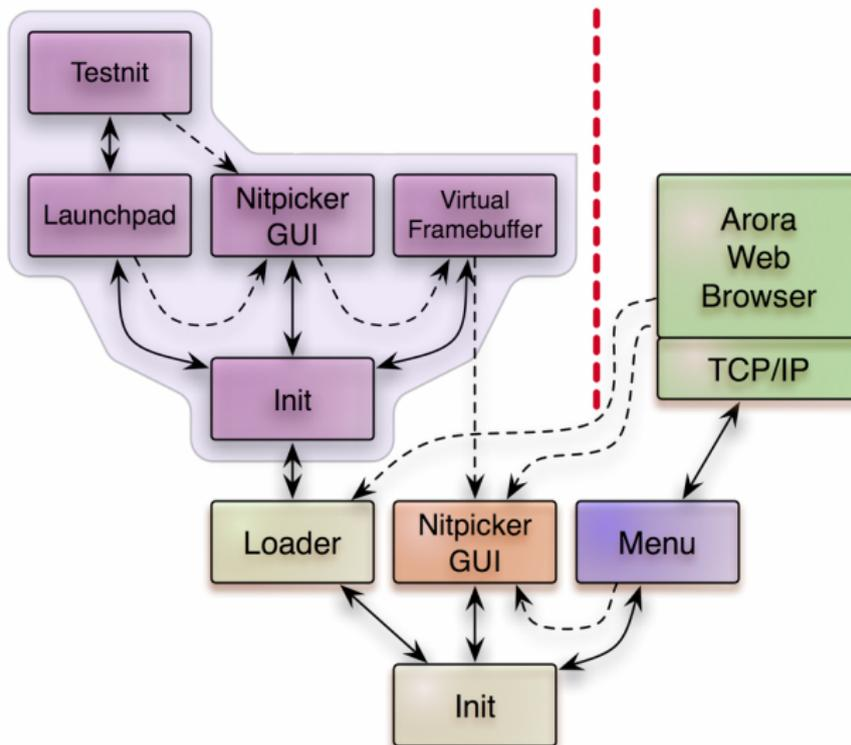 Testnit
Launchpad
Nitpicker
GUI
Virtual
Framebuffer
Arora
Web
Browser
TCP/IP
Init
Loader
Nitpicker
GUI
Menu
Init